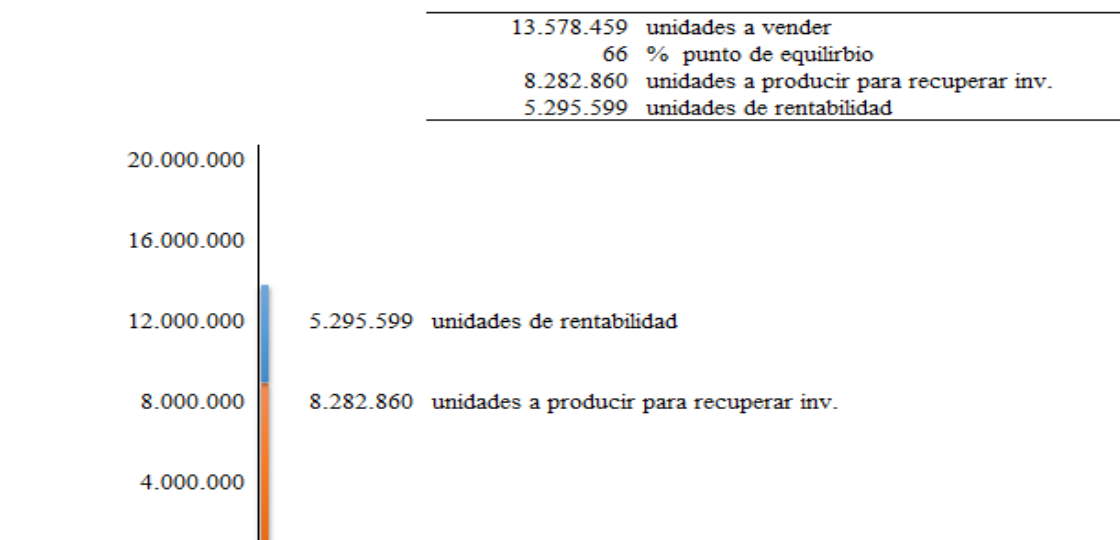 13.578.459 unidades a vender
66 % punto de equilirbio
8.282.860 unidades a producir para recuperar inv.
5.295.599 unidades de rentabilidad
20.000.000
16.000.000
12.000.000 5.295.599 unidades de rentabilidad
8.000.000 8.282.860 unidades a producir para recuperar inv.
4.000.000